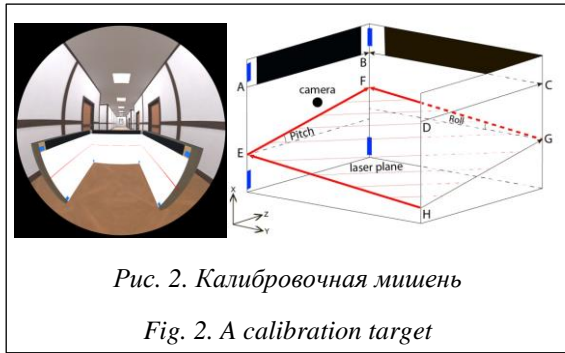 A
B
C
D
E
F
G
H
camera
Pitch
Roll
laser plane
X
Z
Y
Рис. 2. Калибровочная мишень
Fig. 2. A calibration target